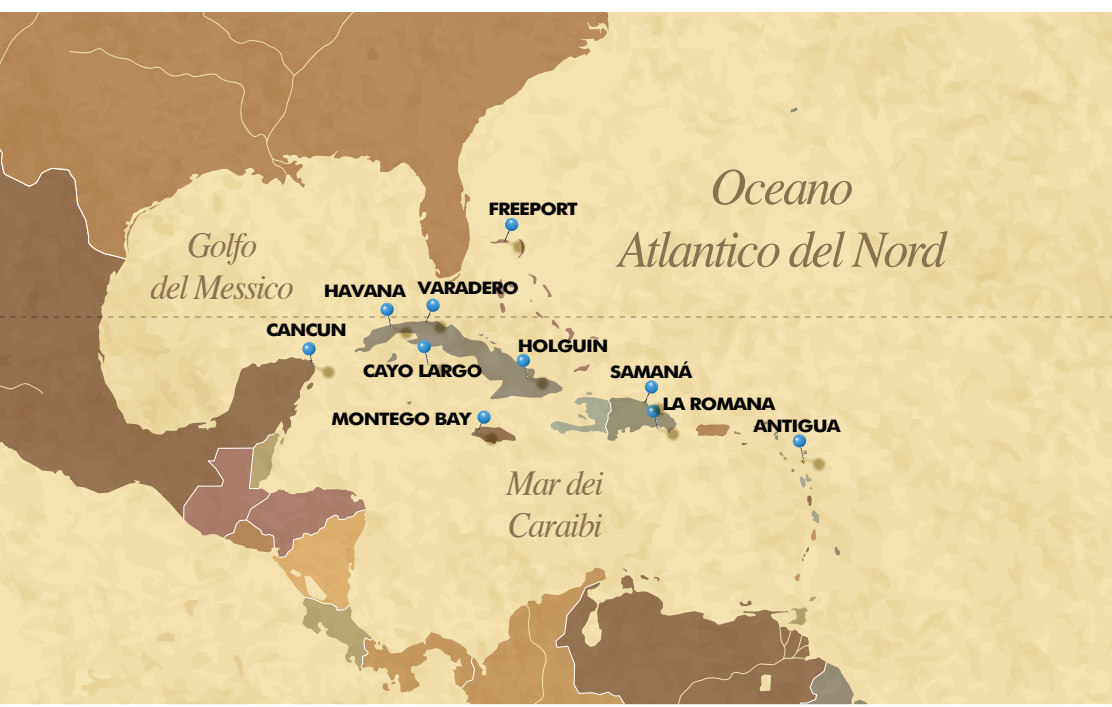 Oceano
Atlantico del Nord
FREEPORT
Golfo
del Messico
HAVANA
VARADERO
CANCUN
HOLGUIN
CAYO LARGO
SAMANÁ
LA ROMANA
MONTEGO BAY
ANTIGUA
Mar dei
Caraibi